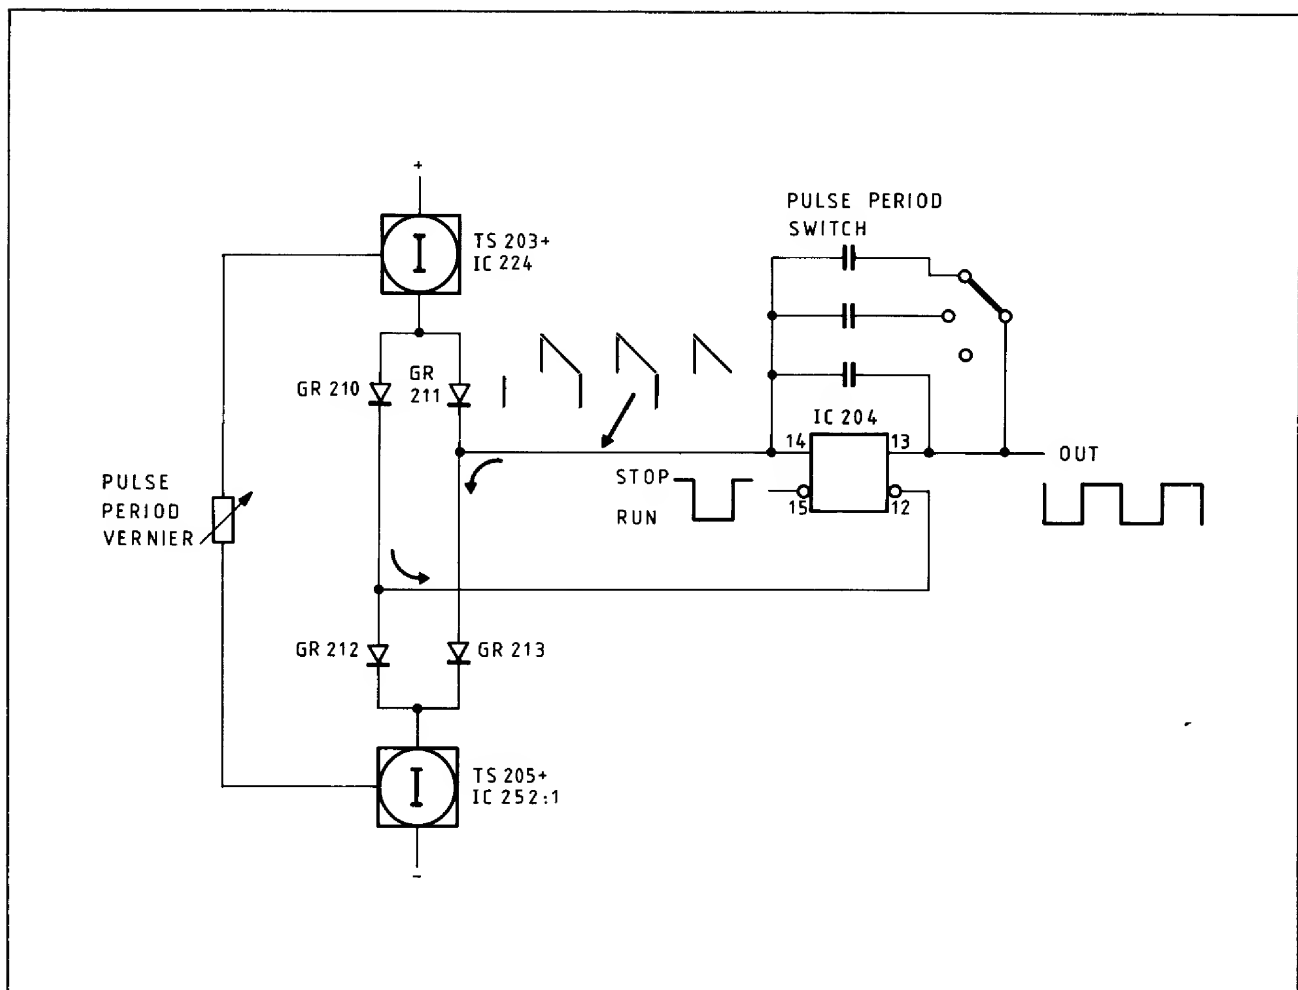 +
TS 203+
IC 224
PULSE PERIOD
SWITCH
GR 210
GR
211
IC 204
14
13
OUT
STOP
RUN
15
12
PULSE
PERIOD
VERNIER
GR 212
GR 213
TS 205+
IC 252:1
-